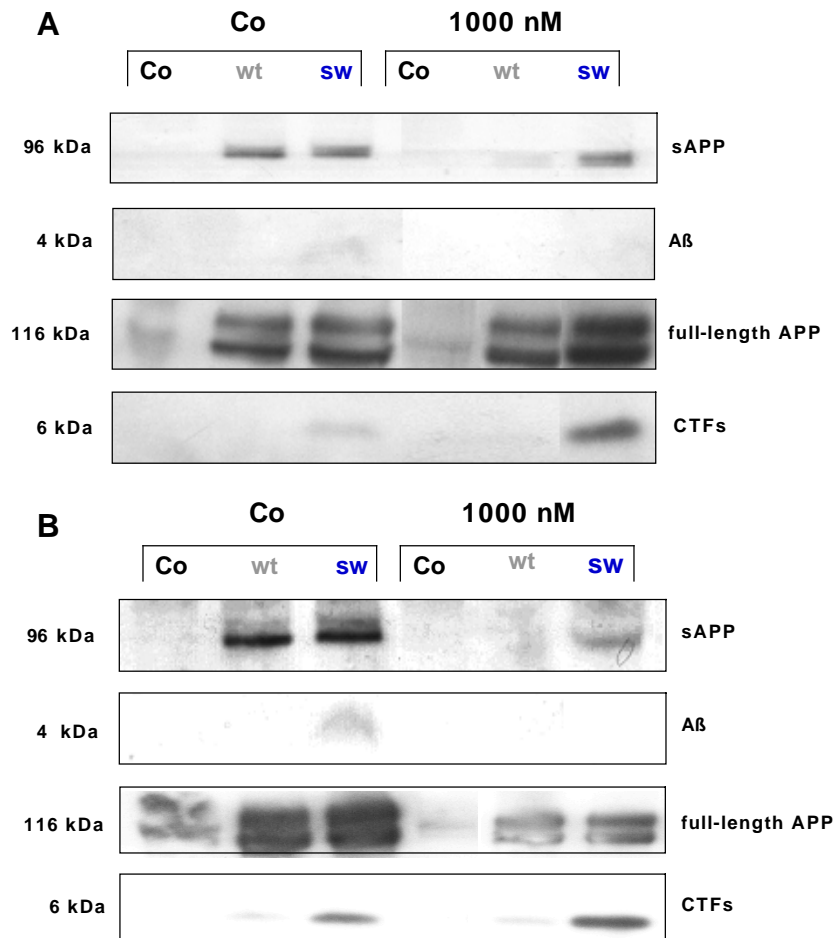 A
Co 1000 nM
Co wt sw Co wt sw
96 kDa sAPP
4 kDa Aß
116 kDa full-length APP
6 kDa CTFs
B
Co 1000 nM
Co wt sw Co wt sw
96 kDa sAPP
4 kDa Aß
116 kDa full-length APP
6 kDa CTFs